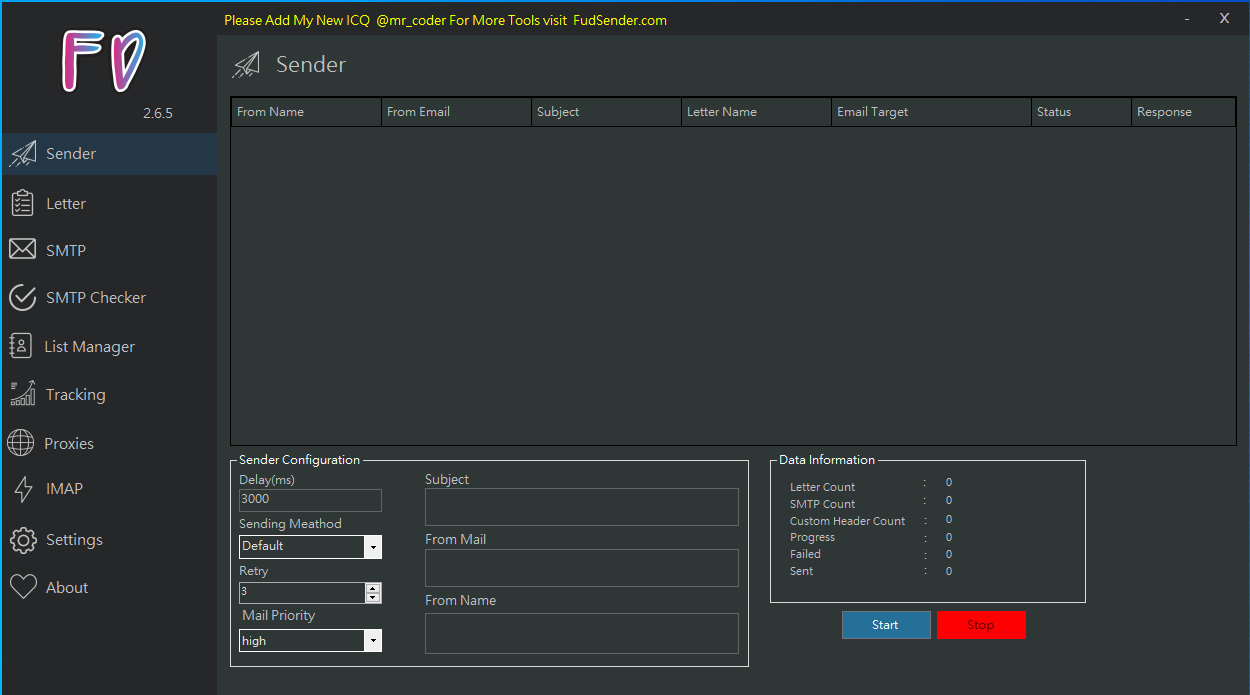 Please Add My New ICQ @mr_coder For More Tools visit FudSender.com
- X
FD
2.6.5
Sender
Letter
SMTP
SMTP Checker
List Manager
Tracking
Proxies
IMAP
Settings
About
Sender
From Name From Email Subject Letter Name Email Target Status Response
Sender Configuration
Delay(ms)
3000
Sending Meathod
Default
Retry
3
Mail Priority
high
Subject
From Mail
From Name
Data Information
Letter Count : 0
SMTP Count : 0
Custom Header Count : 0
Progress : 0
Failed : 0
Sent : 0
Start Stop